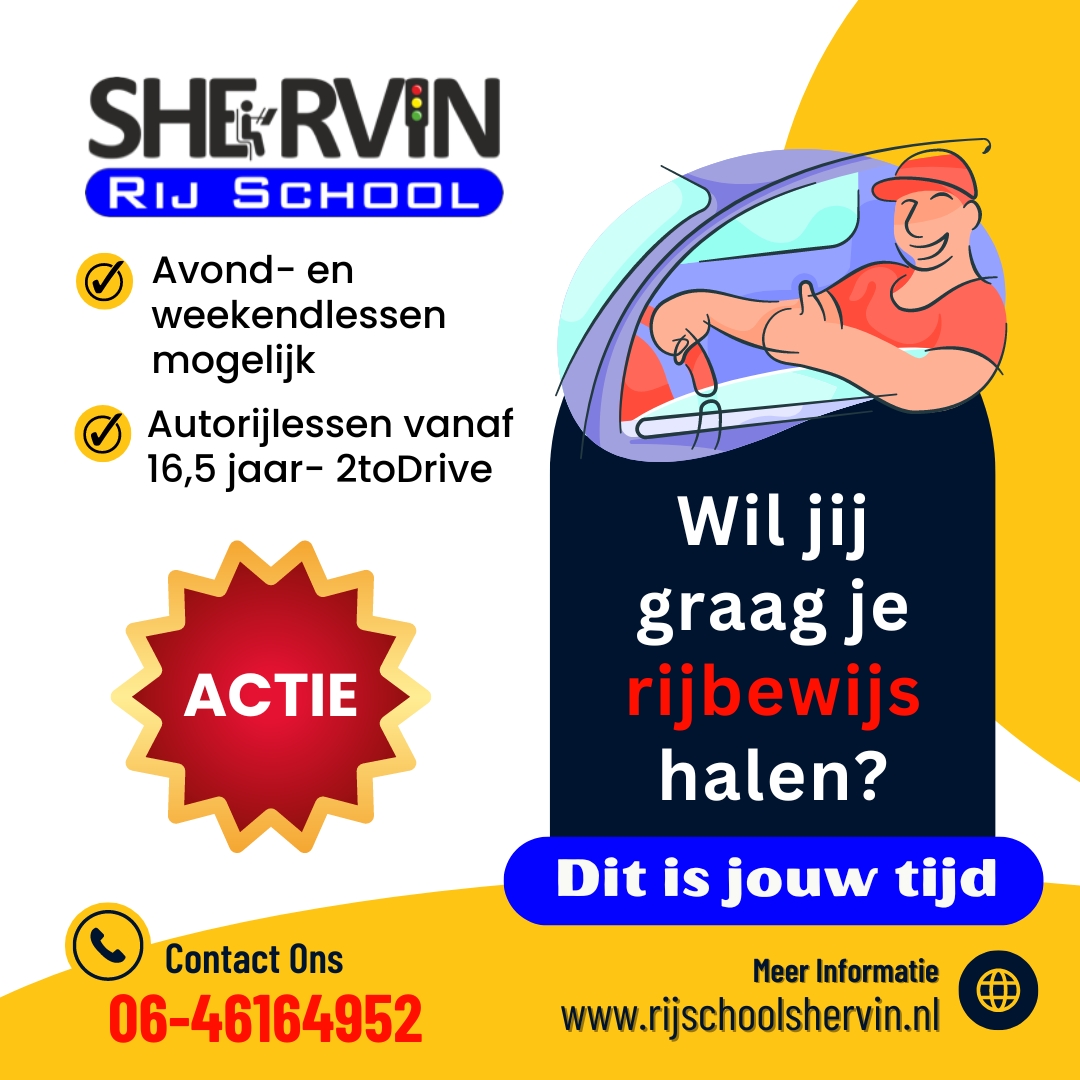 SHERVIN
RIJ SCHOOL
Avond- en
weekendlessen
mogelijk
Autorijlessen vanaf
16,5 jaar- 2toDrive
ACTIE
Wil jij
graag je
rijbewijs
halen?
Dit is jouw tijd
Contact Ons
06-46164952
Meer Informatie
www.rijschoolshervin.nl